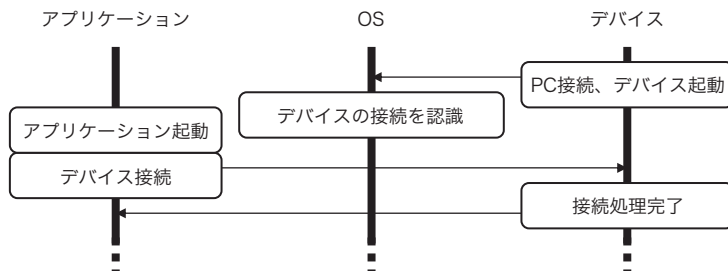 アプリケーション
OS
デバイス
PC接続、デバイス起動
デバイスの接続を認識
アプリケーション起動
デバイス接続
接続処理完了